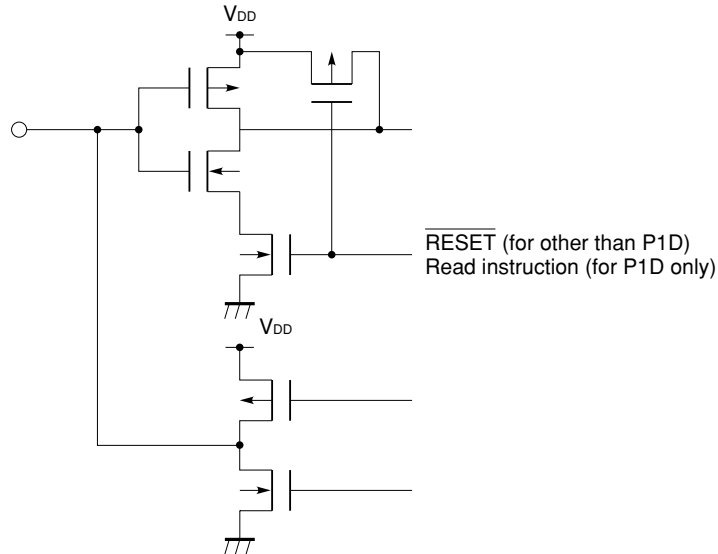 VDD
RESET (for other than P1D)
Read instruction (for P1D only)
VDD